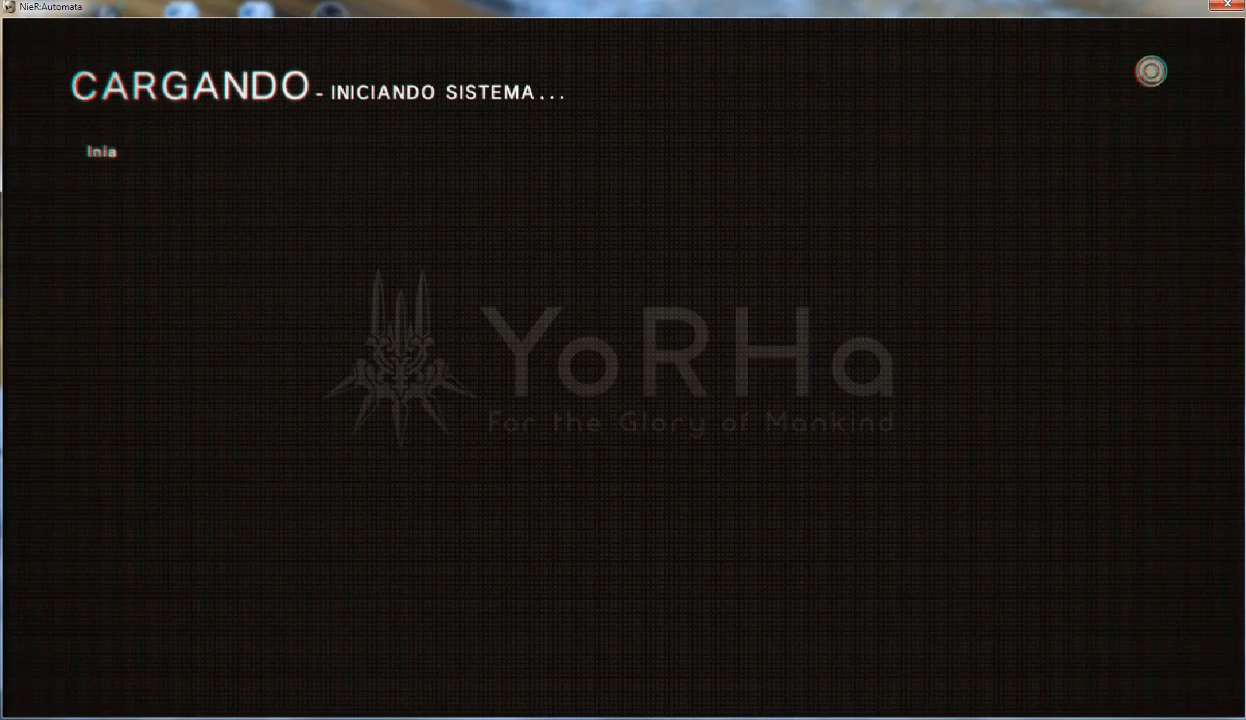 NieR:Automata
CARGANDO - INICIANDO SISTEMA...
Inia
YoRHa
For the Glory of Mankind